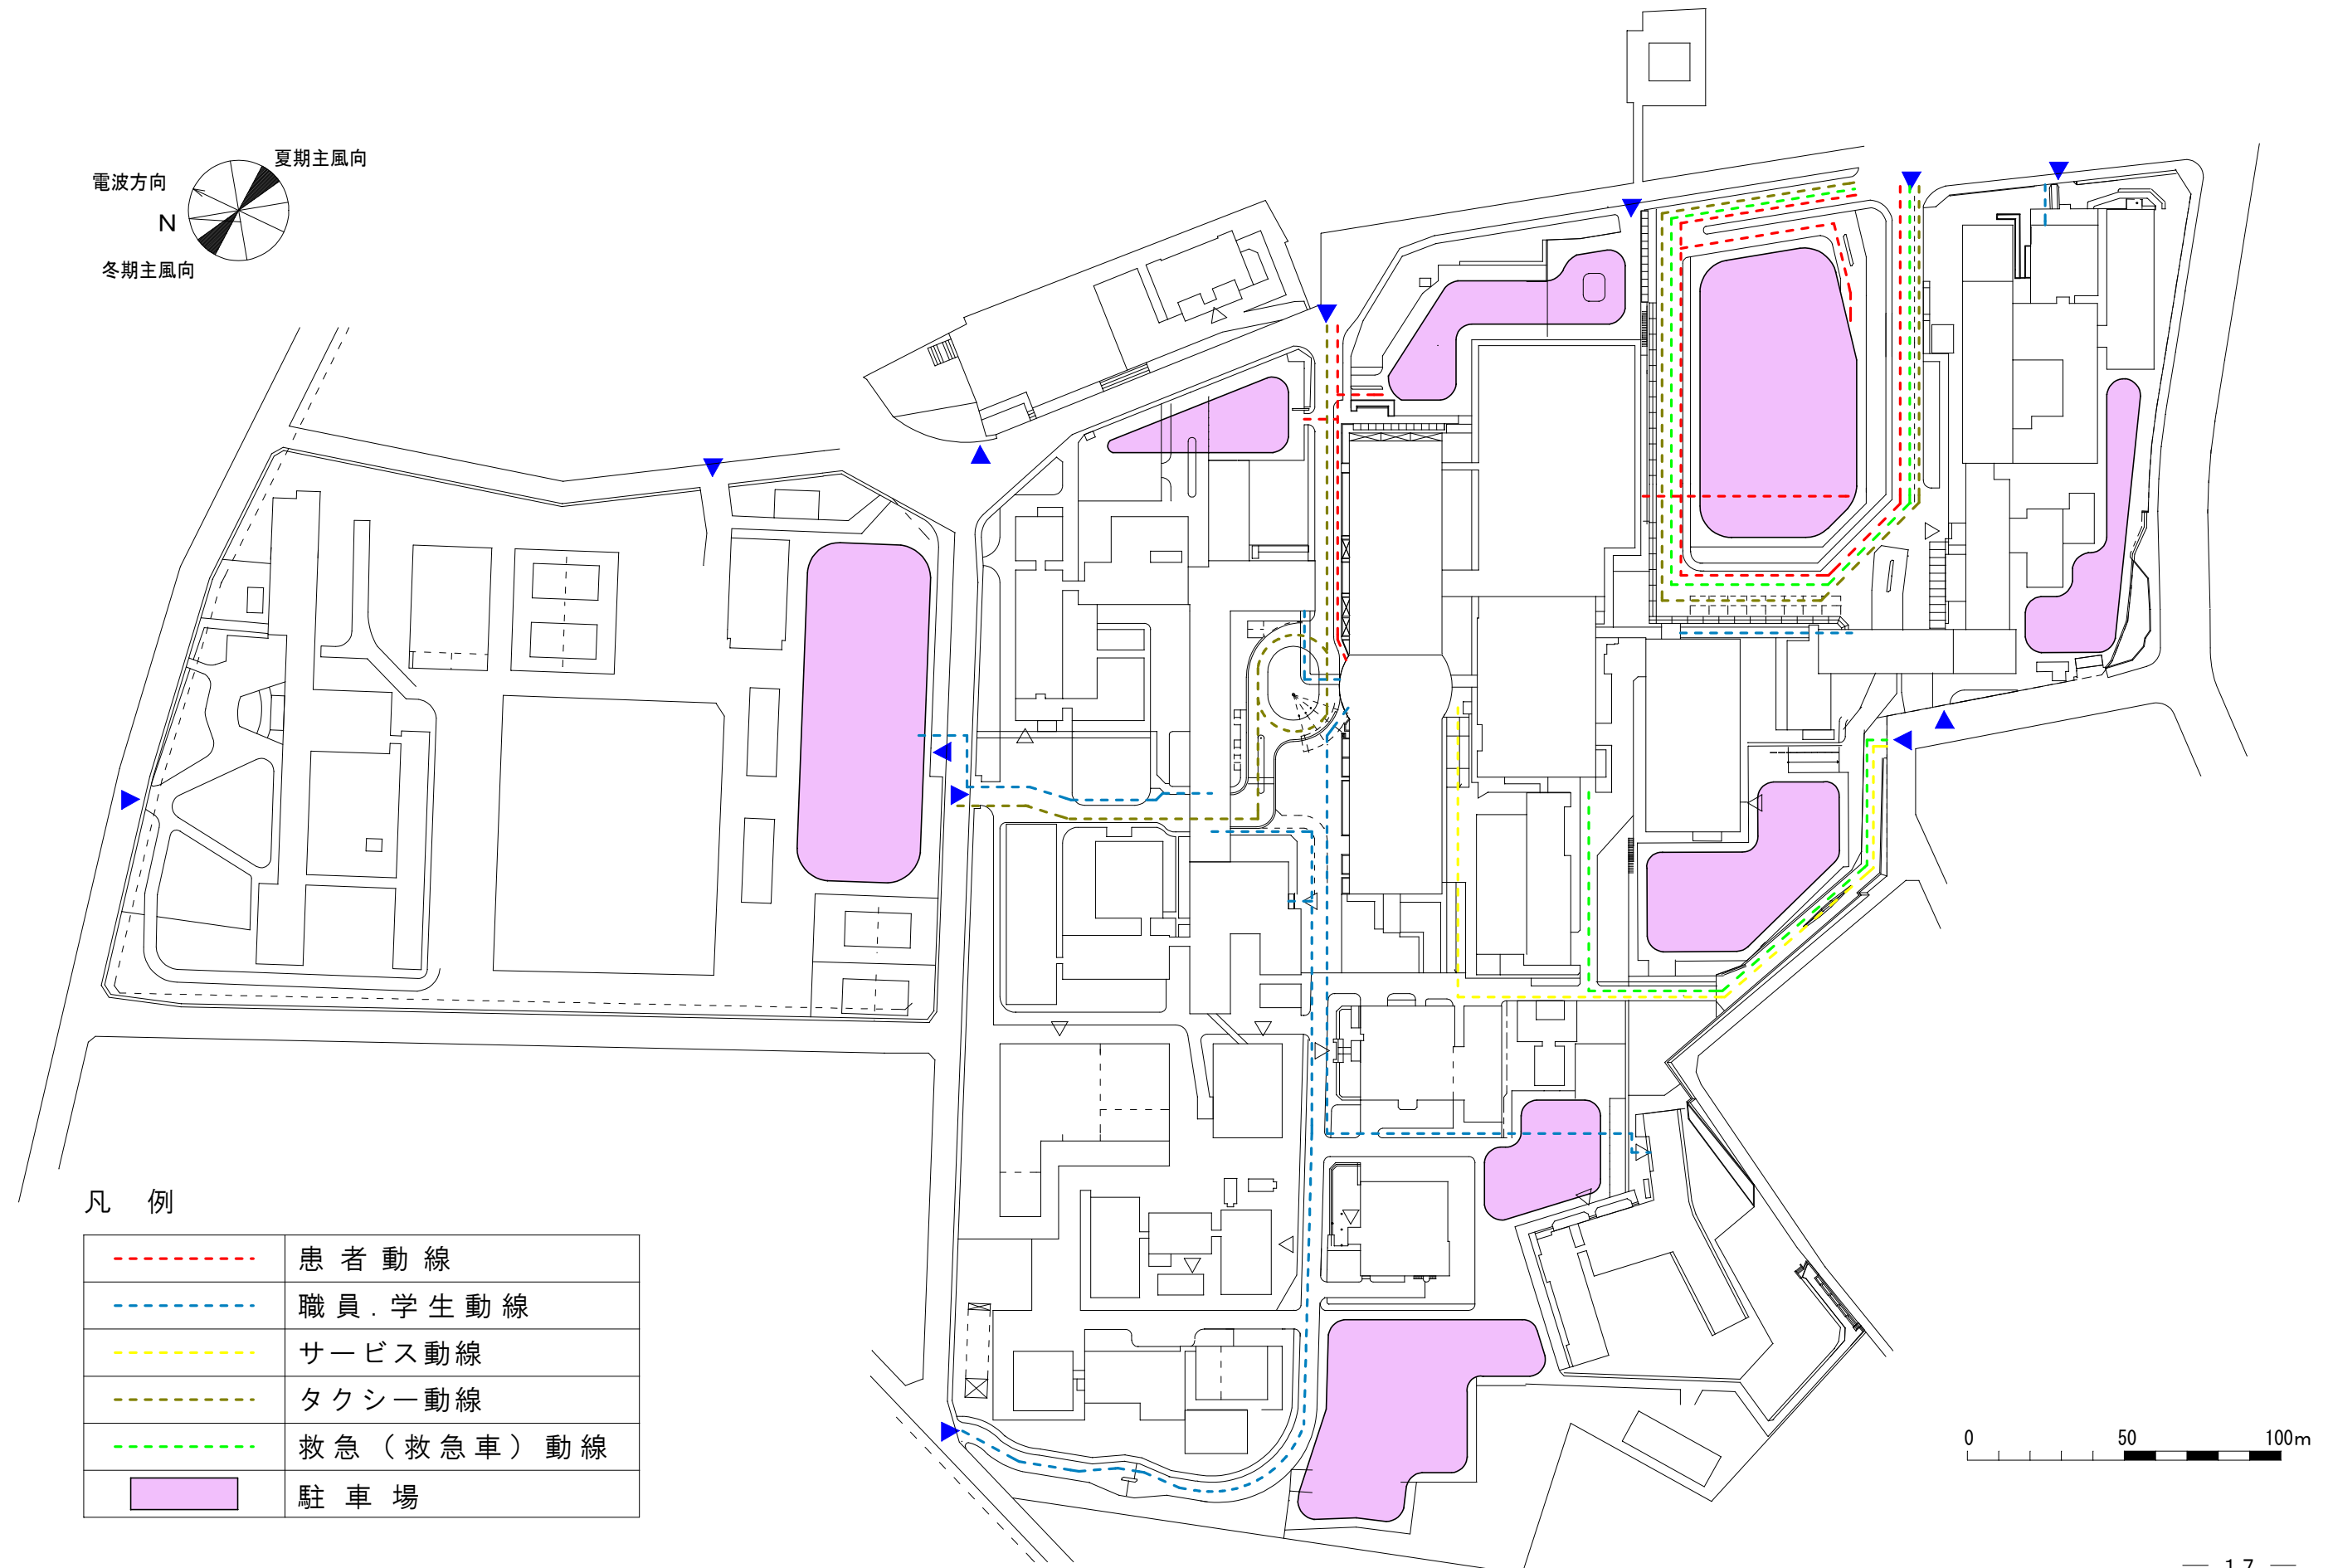 夏期主風向
電波方向
N
冬期主風向
凡 例
患者動線
職員.学生動線
サービス動線
タクシー動線
救急（救急車）動線
駐車場
0 50 100m
— 17 —